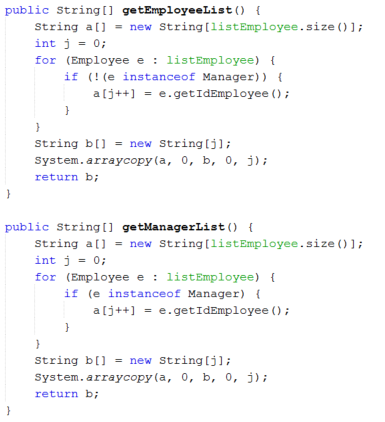 public String[] getEmployeeList() {
    String a[] = new String[listEmployee.size()];
    int j = 0;
    for (Employee e : listEmployee) {
        if (!(e instanceof Manager)) {
            a[j++] = e.getIdEmployee();
        }
    }
    String b[] = new String[j];
    System.arraycopy(a, 0, b, 0, j);
    return b;
}

public String[] getManagerList() {
    String a[] = new String[listEmployee.size()];
    int j = 0;
    for (Employee e : listEmployee) {
        if (e instanceof Manager) {
            a[j++] = e.getIdEmployee();
        }
    }
    String b[] = new String[j];
    System.arraycopy(a, 0, b, 0, j);
    return b;
}